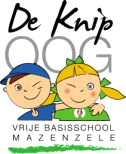 De Knip
OOG
VRIJE BASISSCHOOL
MAZENZELE